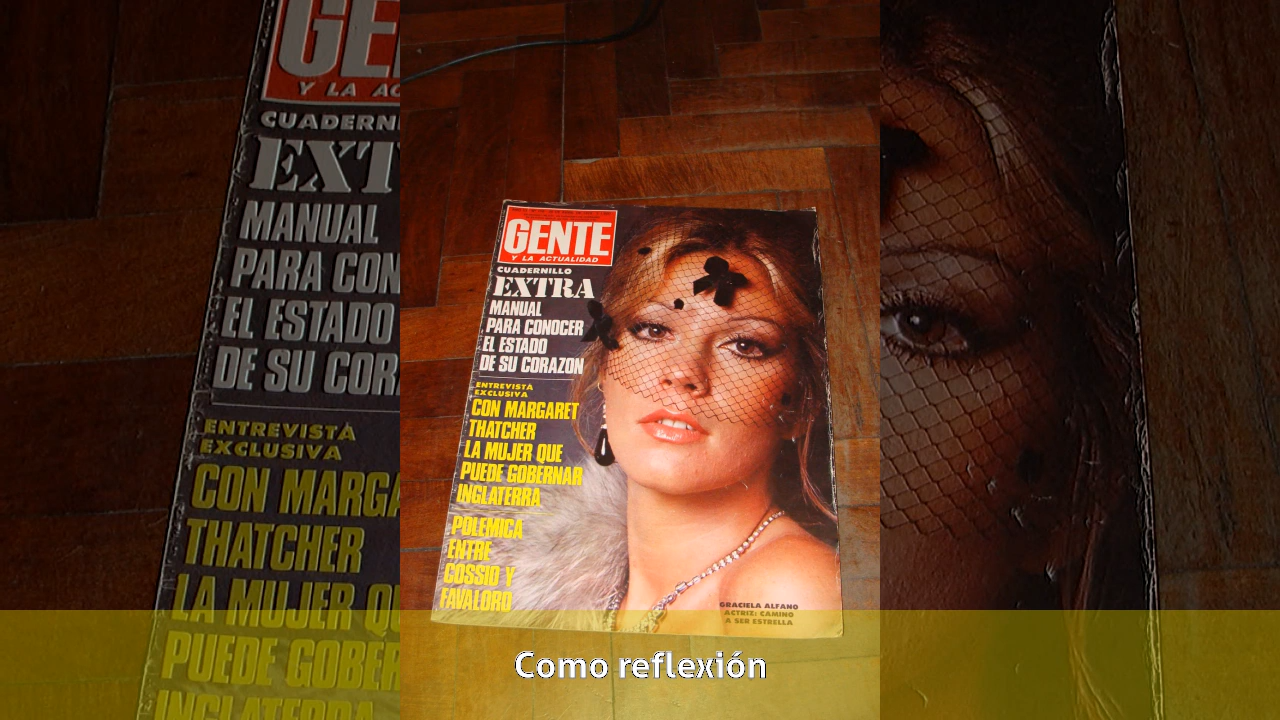 GENTE
Y LA ACTUALIDAD
CUADERNILLO
EXTRA
MANUAL
PARA CONOCER
EL ESTADO
DE SU CORAZON
ENTREVISTA
EXCLUSIVA
CON MARGARET
THATCHER
LA MUJER QUE
PUEDE GOBERNAR
INGLATERRA
POLEMICA
ENTRE
COSSIO Y
FAVALORO
GRACIELA ALFANO
ACTRIZ: CAMINO
A SER ESTRELLA
Como reflexión